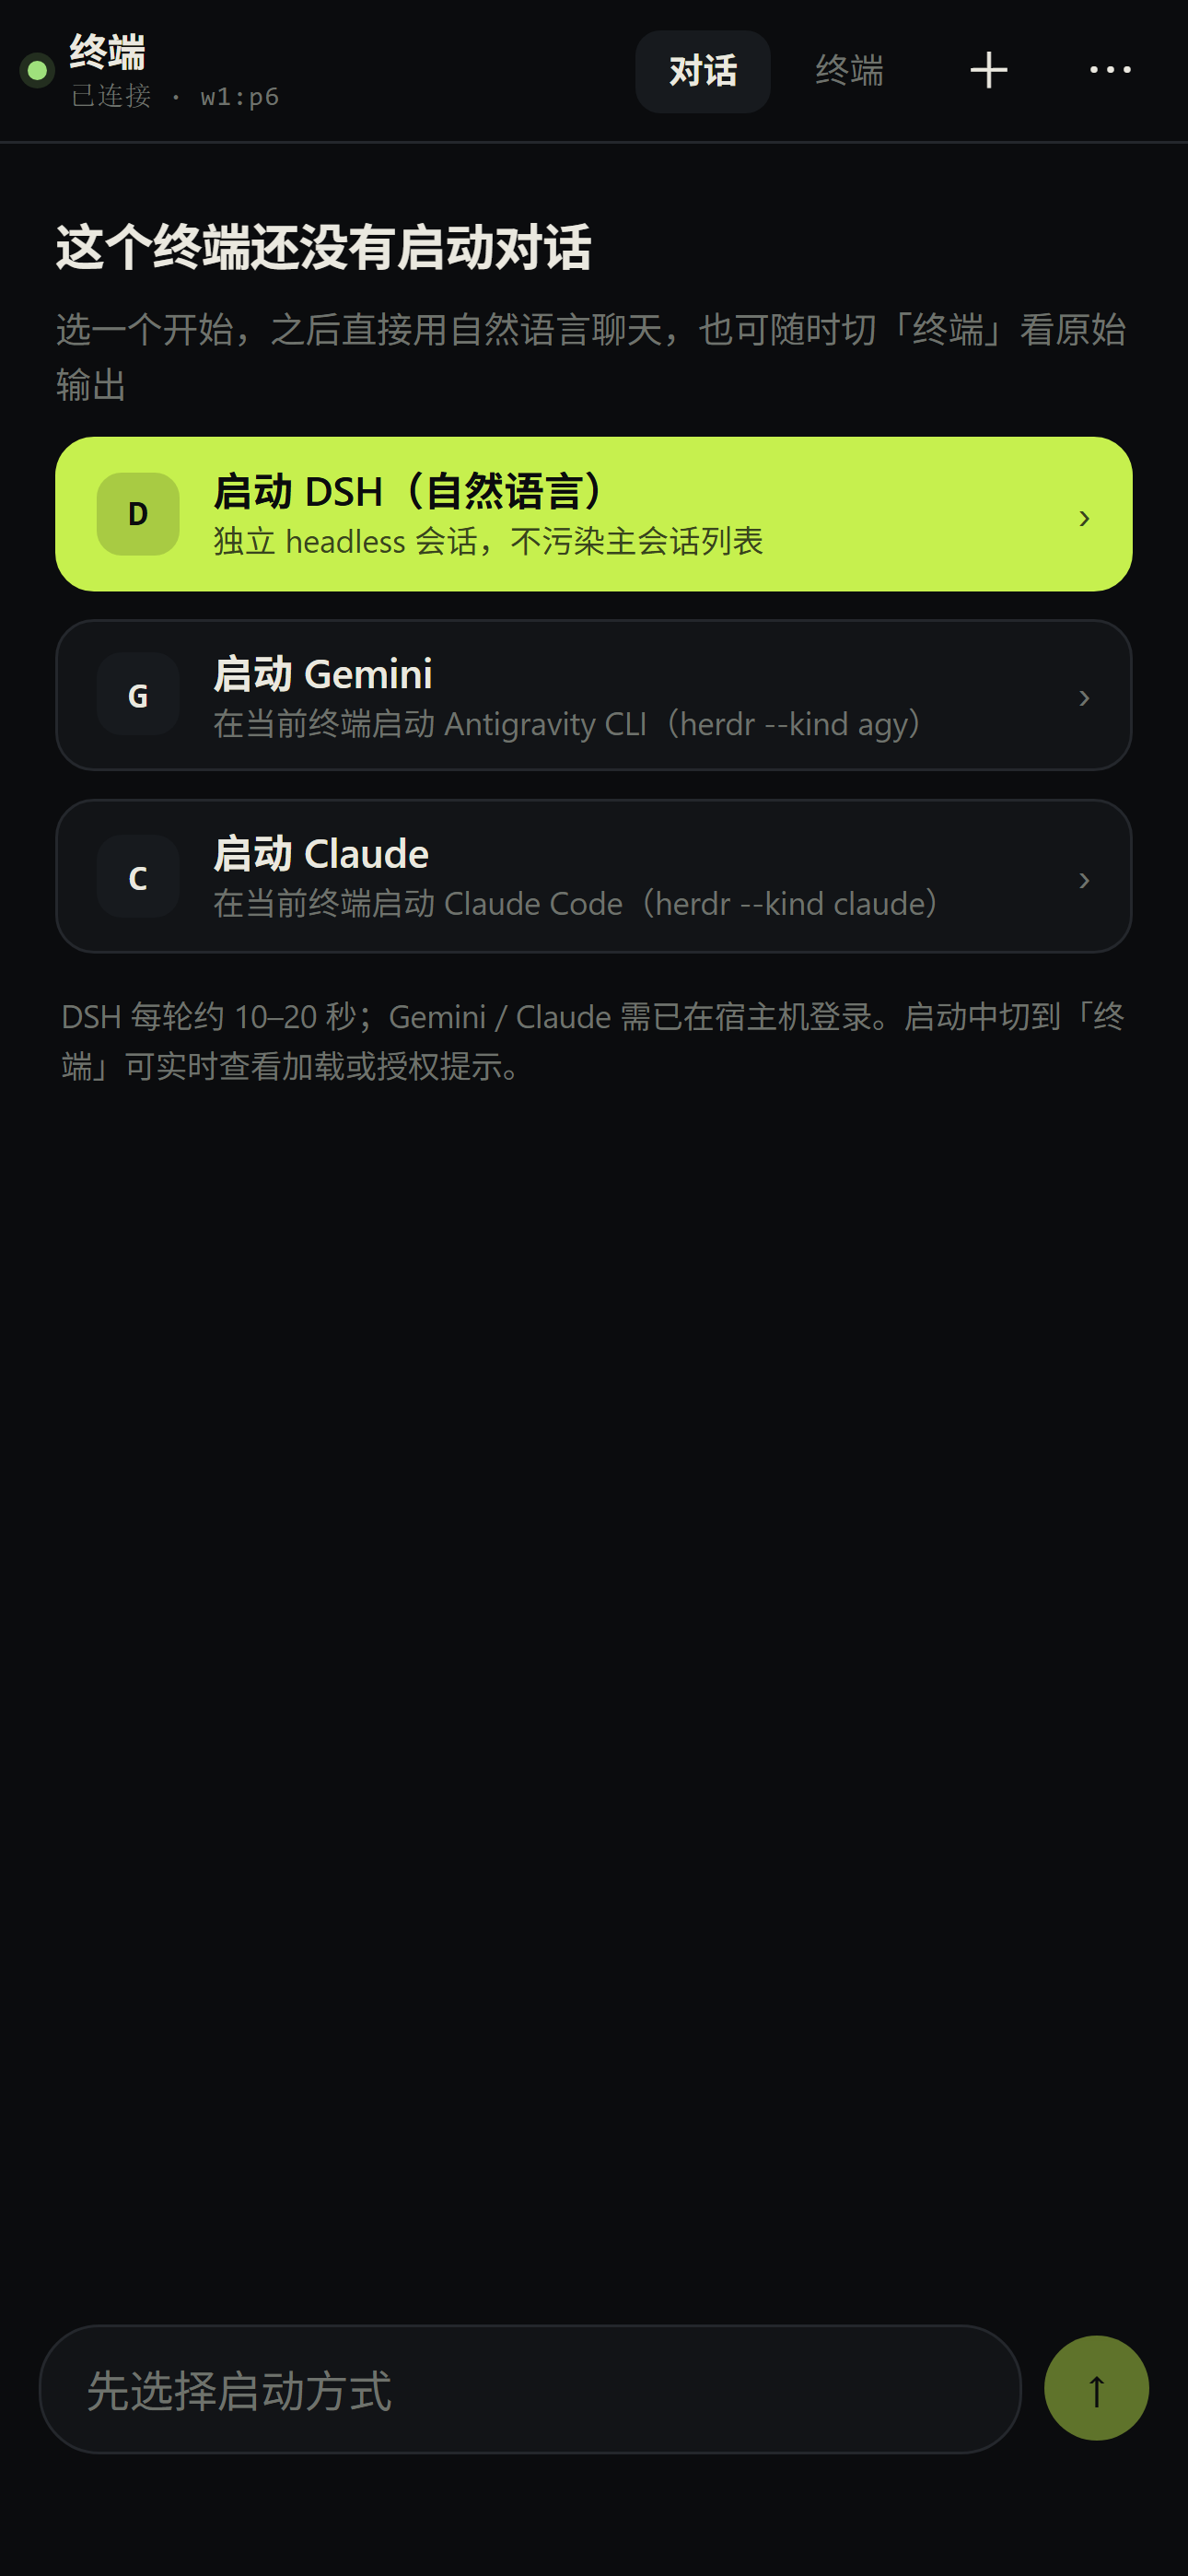 终端
已连接 · w1:p6
对话
终端
+
···
这个终端还没有启动对话
选一个开始，之后直接用自然语言聊天，也可随时切「终端」看原始
输出
D
启动 DSH（自然语言）
独立 headless 会话，不污染主会话列表
›
G
启动 Gemini
在当前终端启动 Antigravity CLI（herdr --kind agy）
›
C
启动 Claude
在当前终端启动 Claude Code（herdr --kind claude）
›
DSH 每轮约 10–20 秒；Gemini / Claude 需已在宿主机登录。启动中切到「终
端」可实时查看加载或授权提示。
先选择启动方式
↑